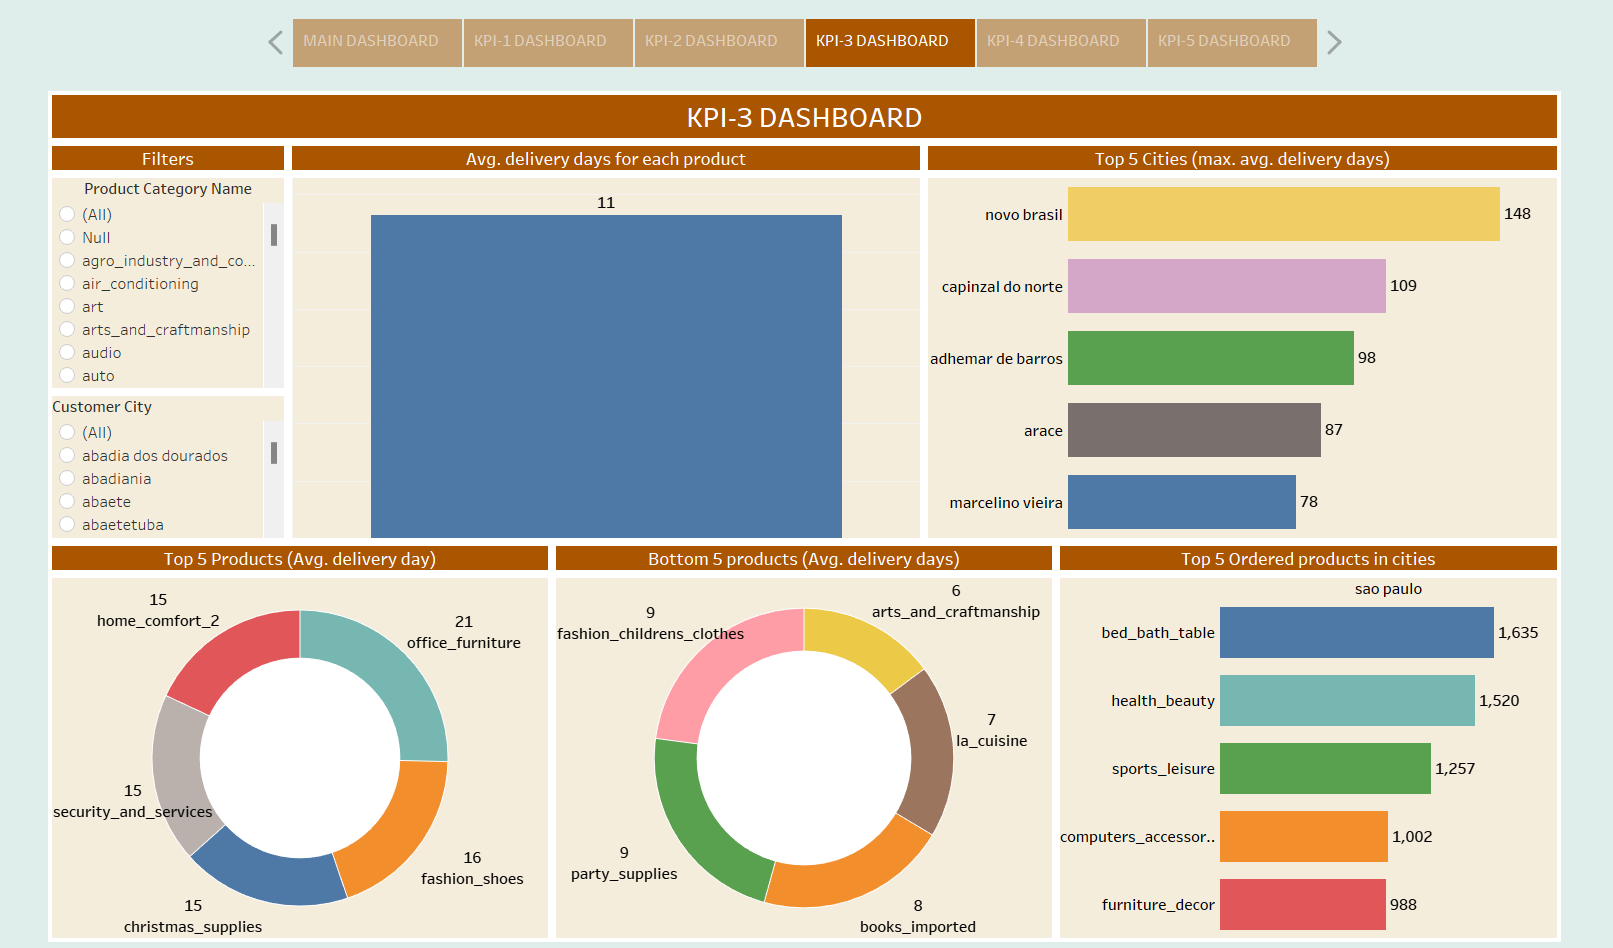 MAIN DASHBOARD
KPI-1 DASHBOARD
KPI-2 DASHBOARD
KPI-3 DASHBOARD
KPI-4 DASHBOARD
KPI-5 DASHBOARD
KPI-3 DASHBOARD
Filters
Product Category Name
(All)
Null
agro_industry_and_co...
air_conditioning
art
arts_and_craftmanship
audio
auto
Customer City
(All)
abadia dos dourados
abadiania
abaete
abaetetuba
Avg. delivery days for each product
11
Top 5 Cities (max. avg. delivery days)
novo brasil 148
capinzal do norte 109
adhemar de barros 98
arace 87
marcelino vieira 78
Top 5 Products (Avg. delivery day)
15
home_comfort_2
21
office_furniture
15
security_and_services
16
fashion_shoes
15
christmas_supplies
Bottom 5 products (Avg. delivery days)
6
arts_and_craftmanship
9
fashion_childrens_clothes
7
la_cuisine
9
party_supplies
8
books_imported
Top 5 Ordered products in cities
sao paulo
bed_bath_table 1,635
health_beauty 1,520
sports_leisure 1,257
computers_accessor.. 1,002
furniture_decor 988